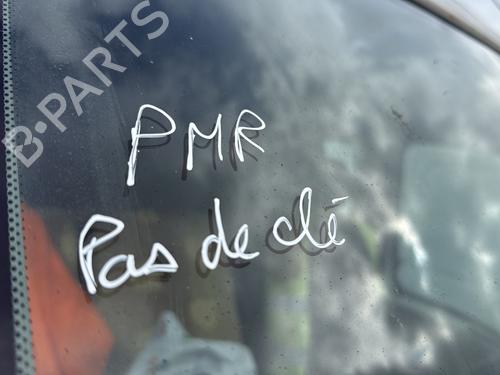 B-PARTS
PMR
Pas de clé